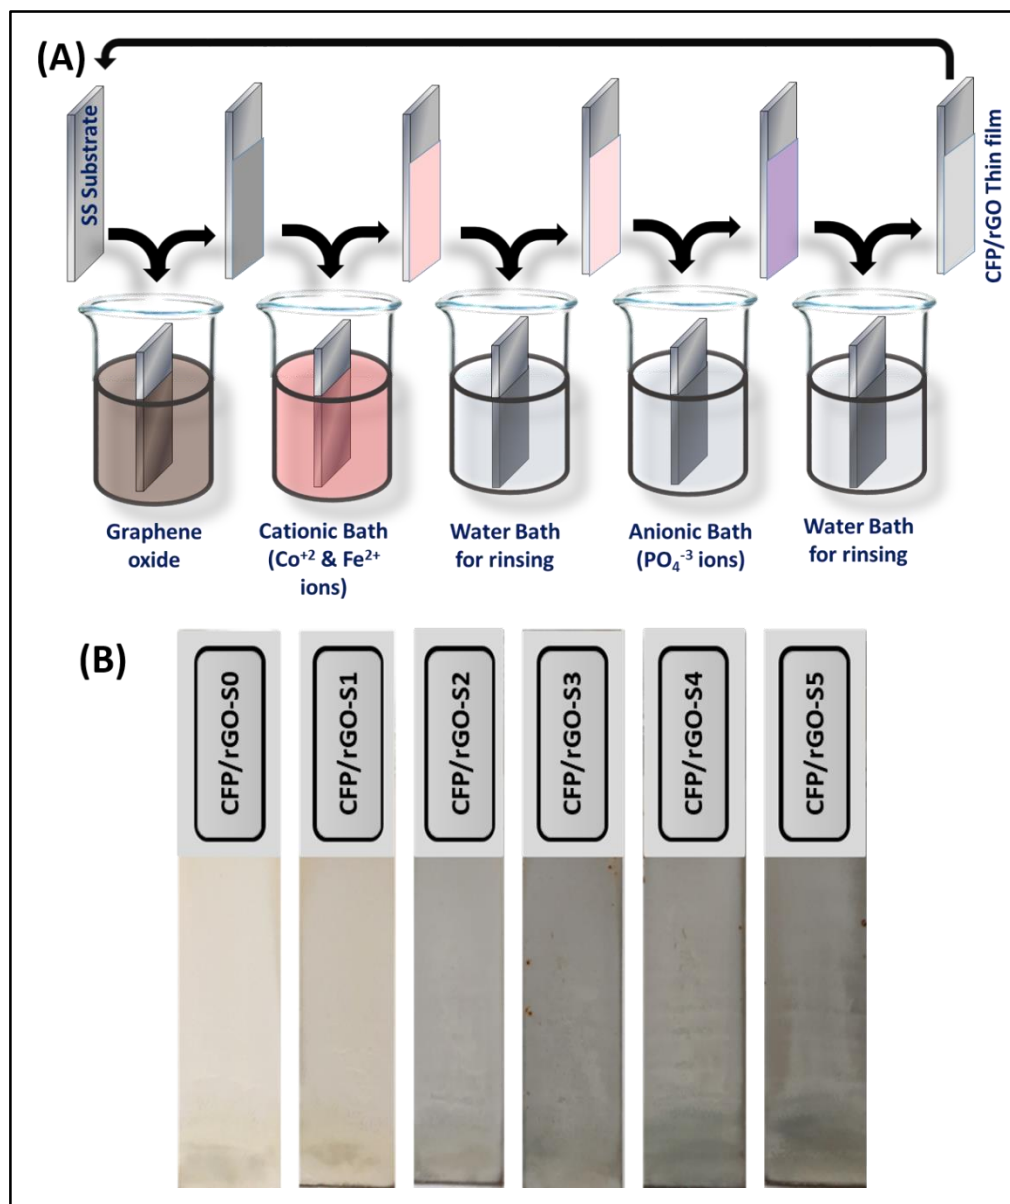 (A)
SS Substrate
CFP/rGO Thin film
Graphene
oxide
Cationic Bath
(Co⁺² & Fe²⁺
ions)
Water Bath
for rinsing
Anionic Bath
(PO₄⁻³ ions)
Water Bath
for rinsing
(B)
CFP/rGO-S0
CFP/rGO-S1
CFP/rGO-S2
CFP/rGO-S3
CFP/rGO-S4
CFP/rGO-S5